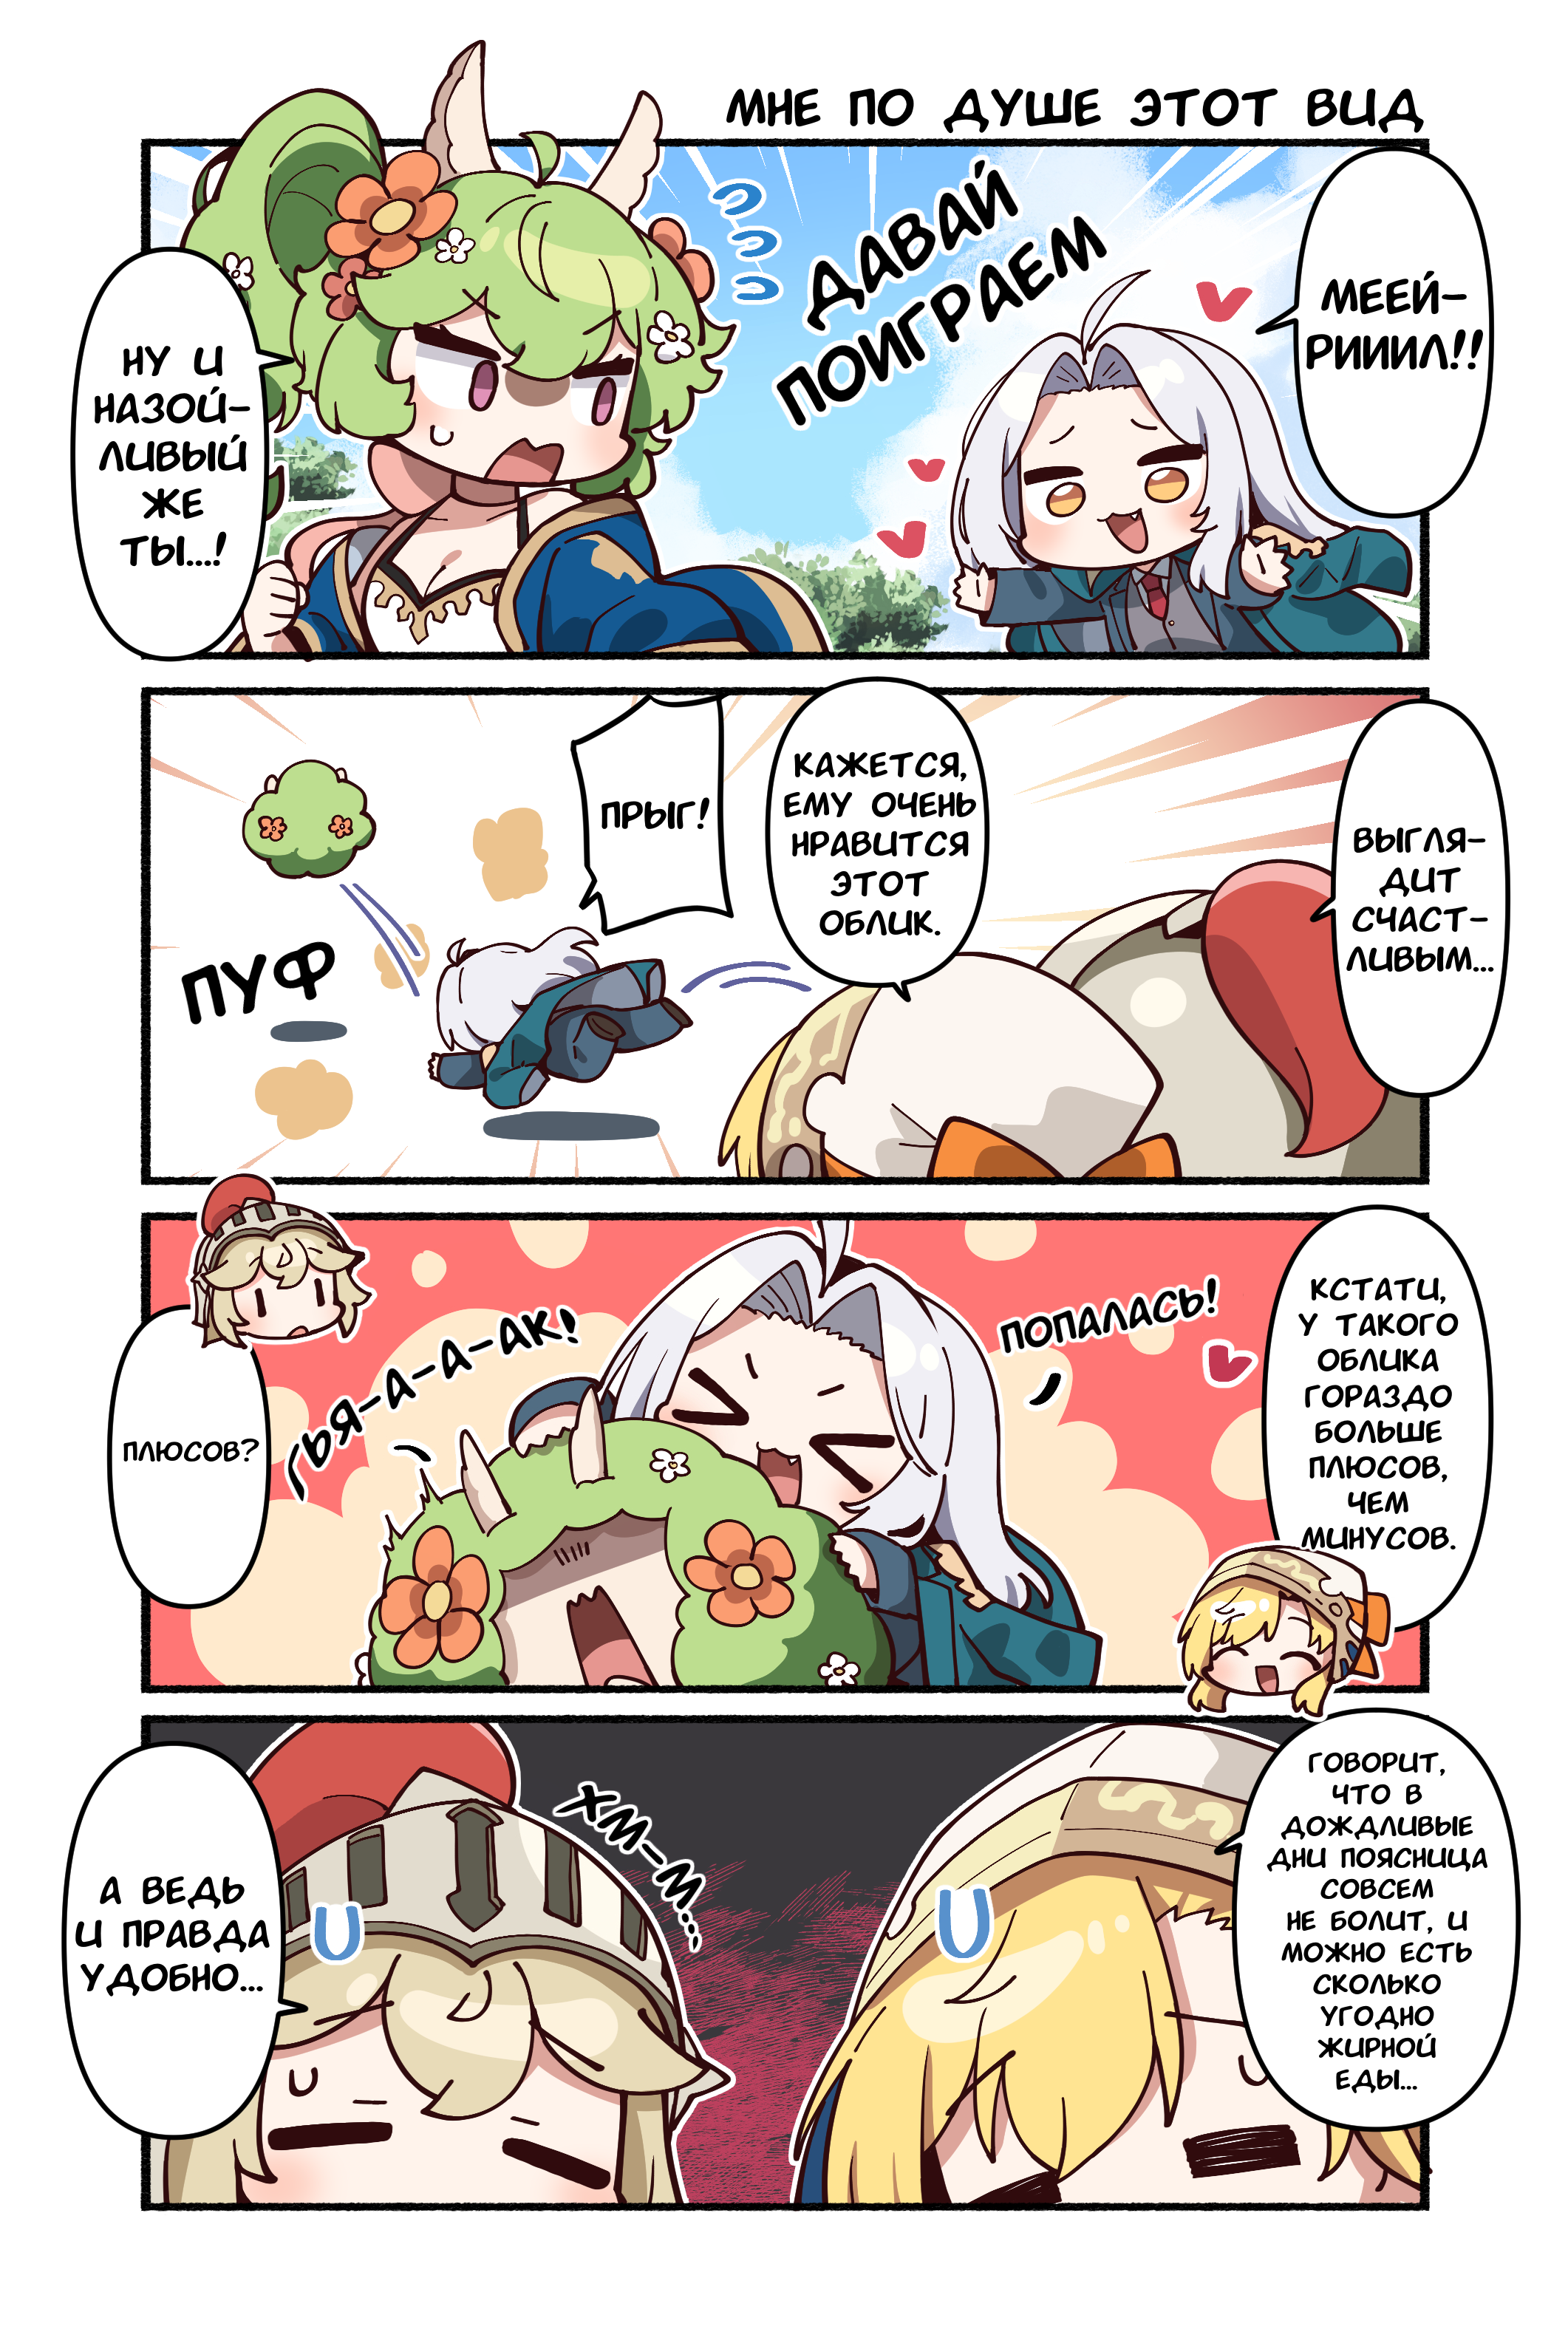 МНЕ ПО ДУШЕ ЭТОТ ВИД
МЕЕЙ-
РИИИЛ!!
ДАВАЙ
ПОИГРАЕМ
НУ И
НАЗОЙ-
ЛИВЫЙ
ЖЕ
ТЫ...!
ВЫГЛЯ-
ДИТ
СЧАСТ-
ЛИВЫМ...
КАЖЕТСЯ,
ЕМУ ОЧЕНЬ
НРАВИТСЯ
ЭТОТ
ОБЛИК.
ПРЫГ!
ПУФ
КСТАТИ,
У ТАКОГО
ОБЛИКА
ГОРАЗДО
БОЛЬШЕ
ПЛЮСОВ,
ЧЕМ
МИНУСОВ.
ПОПАЛАСЬ!
ГЬЯ-А-А-АК!
ПЛЮСОВ?
ГОВОРИТ,
ЧТО В
ДОЖДЛИВЫЕ
ДНИ ПОЯСНИЦА
СОВСЕМ
НЕ БОЛИТ, И
МОЖНО ЕСТЬ
СКОЛЬКО
УГОДНО
ЖИРНОЙ
ЕДЫ...
ХМ-М...
А ВЕДЬ
И ПРАВДА
УДОБНО...